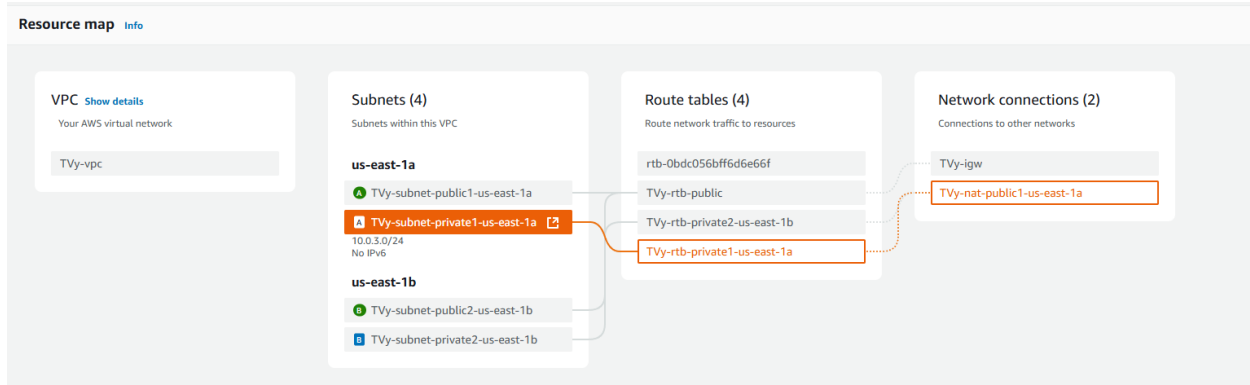 Resource map Info
VPC Show details
Your AWS virtual network
TVy-vpc
Subnets (4)
Subnets within this VPC
us-east-1a
A TVy-subnet-public1-us-east-1a
A TVy-subnet-private1-us-east-1a
10.0.3.0/24
No IPv6
us-east-1b
B TVy-subnet-public2-us-east-1b
B TVy-subnet-private2-us-east-1b
Route tables (4)
Route network traffic to resources
rtb-0bdc056bff6d6e66f
TVy-rtb-public
TVy-rtb-private2-us-east-1b
TVy-rtb-private1-us-east-1a
Network connections (2)
Connections to other networks
TVy-igw
TVy-nat-public1-us-east-1a